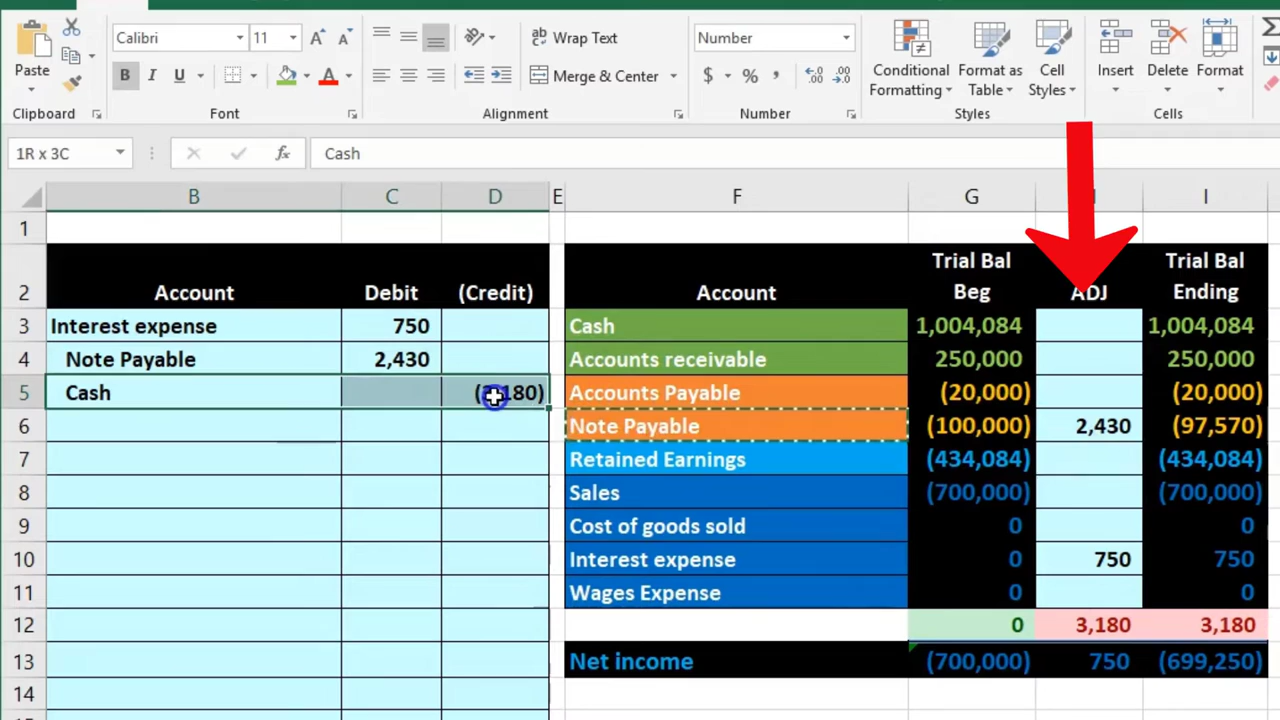 Calibri 11 ab Wrap Text Number
Paste B I U Merge & Center $ % , Conditional Formatting Format as Table Cell Styles Insert Delete Format
Clipboard Font Alignment Number Styles Cells
1R x 3C fx Cash
B C D E F G I
1
2 Account Debit (Credit) Account Trial Bal Beg ADJ Trial Bal Ending
3 Interest expense 750 Cash 1,004,084 1,004,084
4 Note Payable 2,430 Accounts receivable 250,000 250,000
5 Cash (3,180) Accounts Payable (20,000) (20,000)
6 Note Payable (100,000) 2,430 (97,570)
7 Retained Earnings (434,084) (434,084)
8 Sales (700,000) (700,000)
9 Cost of goods sold 0 0
10 Interest expense 0 750 750
11 Wages Expense 0 0
12 0 3,180 3,180
13 Net income (700,000) 750 (699,250)
14